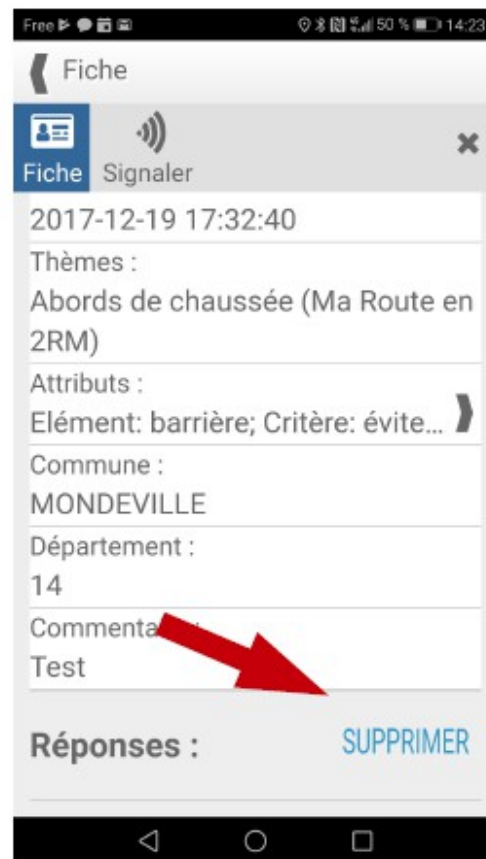 Free 50 % 14:23
Fiche
Fiche Signaler
2017-12-19 17:32:40
Thèmes :
Abords de chaussée (Ma Route en
2RM)
Attributs :
Elément: barrière; Critère: évite...
Commune :
MONDEVILLE
Département :
14
Commenta
Test
Réponses :
SUPPRIMER